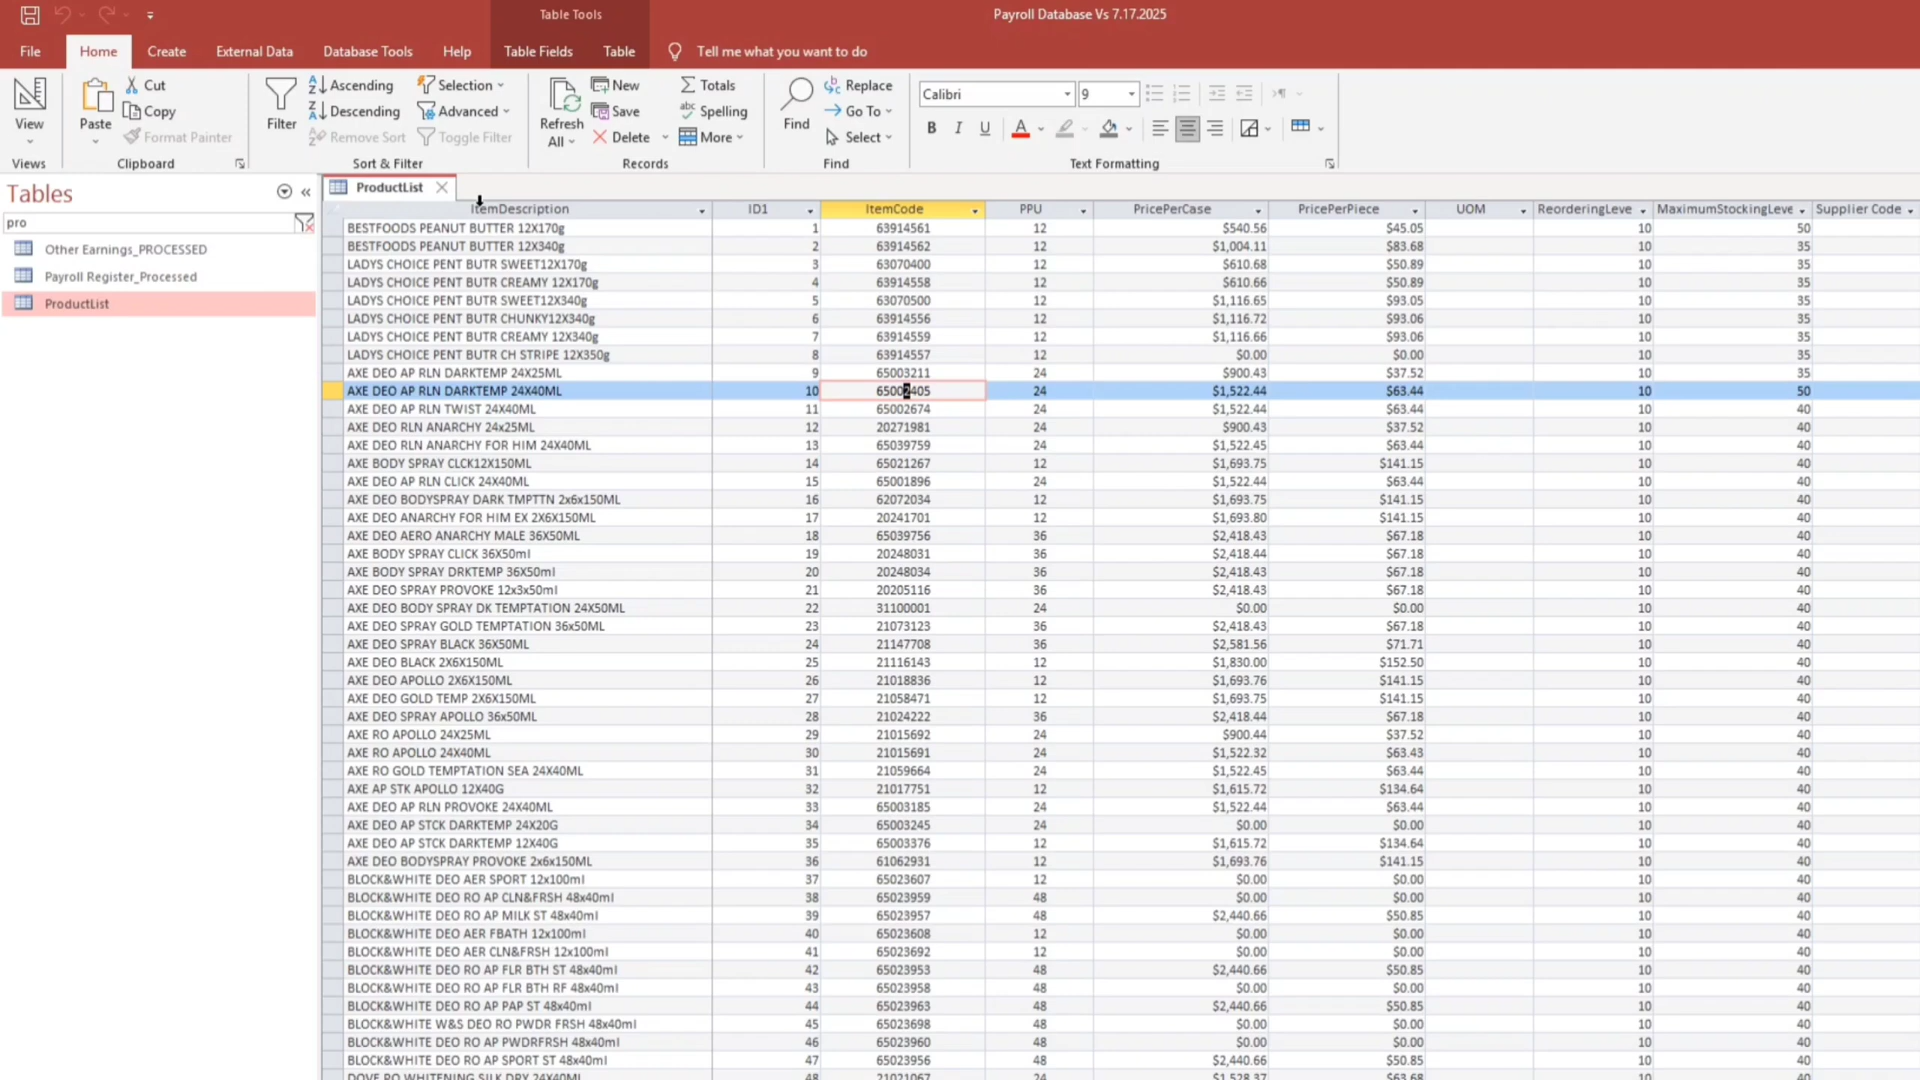 Table Tools
Payroll Database Vs 7.17.2025
File Home Create External Data Database Tools Help Table Fields Table Tell me what you want to do
View
Views
Paste
Cut
Copy
Format Painter
Clipboard
Filter
Ascending
Descending
Remove Sort
Selection
Advanced
Toggle Filter
Sort & Filter
Refresh All
New
Save
Delete
Totals
Spelling
More
Records
Find
Replace
Go To
Select
Find
Calibri 9
B I U A
Text Formatting
Tables
pro
Other Earnings_PROCESSED
Payroll Register_Processed
ProductList
ProductList
ItemDescription ID1 ItemCode PPU PricePerCase PricePerPiece UOM ReorderingLeve MaximumStockingLeve Supplier Code
BESTFOODS PEANUT BUTTER 12X170g 1 63914561 12 $540.56 $45.05 10 50
BESTFOODS PEANUT BUTTER 12X340g 2 63914562 12 $1,004.11 $83.68 10 35
LADYS CHOICE PENT BUTR SWEET12X170g 3 63070400 12 $610.68 $50.89 10 35
LADYS CHOICE PENT BUTR CREAMY 12X170g 4 63914558 12 $610.66 $50.89 10 35
LADYS CHOICE PENT BUTR SWEET12X340g 5 63070500 12 $1,116.65 $93.05 10 35
LADYS CHOICE PENT BUTR CHUNKY12X340g 6 63914556 12 $1,116.72 $93.06 10 35
LADYS CHOICE PENT BUTR CREAMY 12X340g 7 63914559 12 $1,116.66 $93.06 10 35
LADYS CHOICE PENT BUTR CH STRIPE 12X350g 8 63914557 12 $0.00 $0.00 10 35
AXE DEO AP RLN DARKTEMP 24X25ML 9 65003211 24 $900.43 $37.52 10 35
AXE DEO AP RLN DARKTEMP 24X40ML 10 65002405 24 $1,522.44 $63.44 10 50
AXE DEO AP RLN TWIST 24X40ML 11 65002674 24 $1,522.44 $63.44 10 40
AXE DEO RLN ANARCHY 24x25ML 12 20271981 24 $900.43 $37.52 10 40
AXE DEO RLN ANARCHY FOR HIM 24X40ML 13 65039759 24 $1,522.45 $63.44 10 40
AXE BODY SPRAY CLCK12X150ML 14 65021267 12 $1,693.75 $141.15 10 40
AXE DEO AP RLN CLICK 24X40ML 15 65001896 24 $1,522.44 $63.44 10 40
AXE DEO BODYSPRAY DARK TMPTTN 2x6x150ML 16 62072034 12 $1,693.75 $141.15 10 40
AXE DEO ANARCHY FOR HIM EX 2X6X150ML 17 20241701 12 $1,693.80 $141.15 10 40
AXE DEO AERO ANARCHY MALE 36X50ML 18 65039756 36 $2,418.43 $67.18 10 40
AXE BODY SPRAY CLICK 36X50ml 19 20248031 36 $2,418.44 $67.18 10 40
AXE BODY SPRAY DRKTEMP 36X50ml 20 20248034 36 $2,418.43 $67.18 10 40
AXE DEO SPRAY PROVOKE 12x3x50ml 21 20205116 36 $2,418.43 $67.18 10 40
AXE DEO BODY SPRAY DK TEMPTATION 24X50ML 22 31100001 24 $0.00 $0.00 10 40
AXE DEO SPRAY GOLD TEMPTATION 36x50ML 23 21073123 36 $2,418.43 $67.18 10 40
AXE DEO SPRAY BLACK 36X50ML 24 21147708 36 $2,581.56 $71.71 10 40
AXE DEO BLACK 2X6X150ML 25 21116143 12 $1,830.00 $152.50 10 40
AXE DEO APOLLO 2X6X150ML 26 21018836 12 $1,693.76 $141.15 10 40
AXE DEO GOLD TEMP 2X6X150ML 27 21058471 12 $1,693.75 $141.15 10 40
AXE DEO SPRAY APOLLO 36x50ML 28 21024222 36 $2,418.44 $67.18 10 40
AXE RO APOLLO 24X25ML 29 21015692 24 $900.44 $37.52 10 40
AXE RO APOLLO 24X40ML 30 21015691 24 $1,522.32 $63.43 10 40
AXE RO GOLD TEMPTATION SEA 24X40ML 31 21059664 24 $1,522.45 $63.44 10 40
AXE AP STK APOLLO 12X40G 32 21017751 12 $1,615.72 $134.64 10 40
AXE DEO AP RLN PROVOKE 24X40ML 33 65003185 24 $1,522.44 $63.44 10 40
AXE DEO AP STCK DARKTEMP 24X20G 34 65003245 24 $0.00 $0.00 10 40
AXE DEO AP STCK DARKTEMP 12X40G 35 65003376 12 $1,615.72 $134.64 10 40
AXE DEO BODYSPRAY PROVOKE 2x6x150ML 36 61062931 12 $1,693.76 $141.15 10 40
BLOCK&WHITE DEO AER SPORT 12x100ml 37 65023607 12 $0.00 $0.00 10 40
BLOCK&WHITE DEO RO AP CLN&FRSH 48x40ml 38 65023959 48 $0.00 $0.00 10 40
BLOCK&WHITE DEO RO AP MILK ST 48x40ml 39 65023957 48 $2,440.66 $50.85 10 40
BLOCK&WHITE DEO AER FBATH 12x100ml 40 65023608 12 $0.00 $0.00 10 40
BLOCK&WHITE DEO AER CLN&FRSH 12x100ml 41 65023692 12 $0.00 $0.00 10 40
BLOCK&WHITE DEO RO AP FLR BTH ST 48x40ml 42 65023953 48 $2,440.66 $50.85 10 40
BLOCK&WHITE DEO RO AP FLR BTH RF 48x40ml 43 65023958 48 $0.00 $0.00 10 40
BLOCK&WHITE DEO RO AP PAP ST 48x40ml 44 65023963 48 $2,440.66 $50.85 10 40
BLOCK&WHITE W&S DEO RO PWDR FRSH 48x40ml 45 65023698 48 $0.00 $0.00 10 40
BLOCK&WHITE DEO RO AP PWDRFRSH 48x40ml 46 65023960 48 $0.00 $0.00 10 40
BLOCK&WHITE DEO RO AP SPORT ST 48x40ml 47 65023956 48 $2,440.66 $50.85 10 40
DOVE RO WHITENING SILK DRY 24X40ML 48 21021067 24 $1,528.37 $63.68 10 40